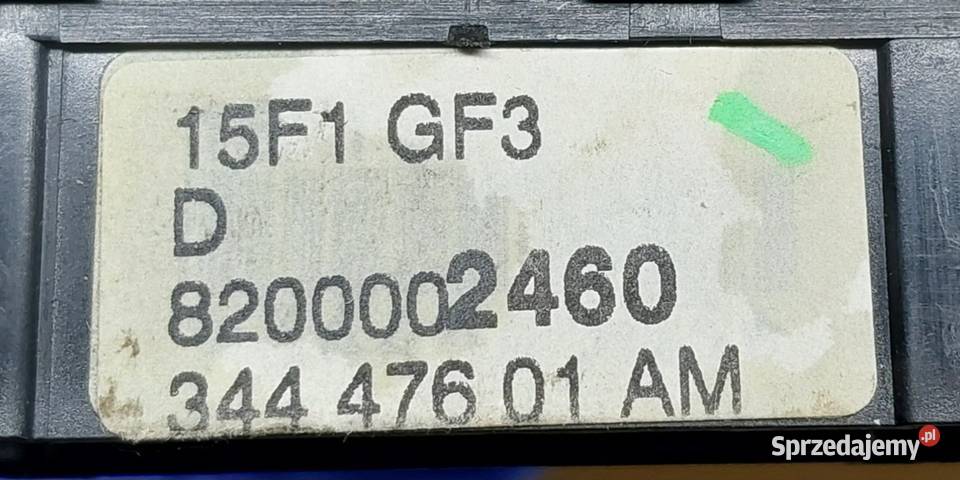 15F1 GF3
D
8200002460
344 476 01 AM
Sprzedajemy.pl